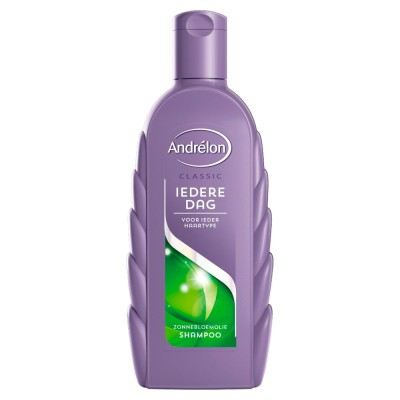 Andrélon
CLASSIC
IEDERE
DAG
VOOR IEDER
HAARTYPE
ZONNEBLOEMOLIE
SHAMPOO